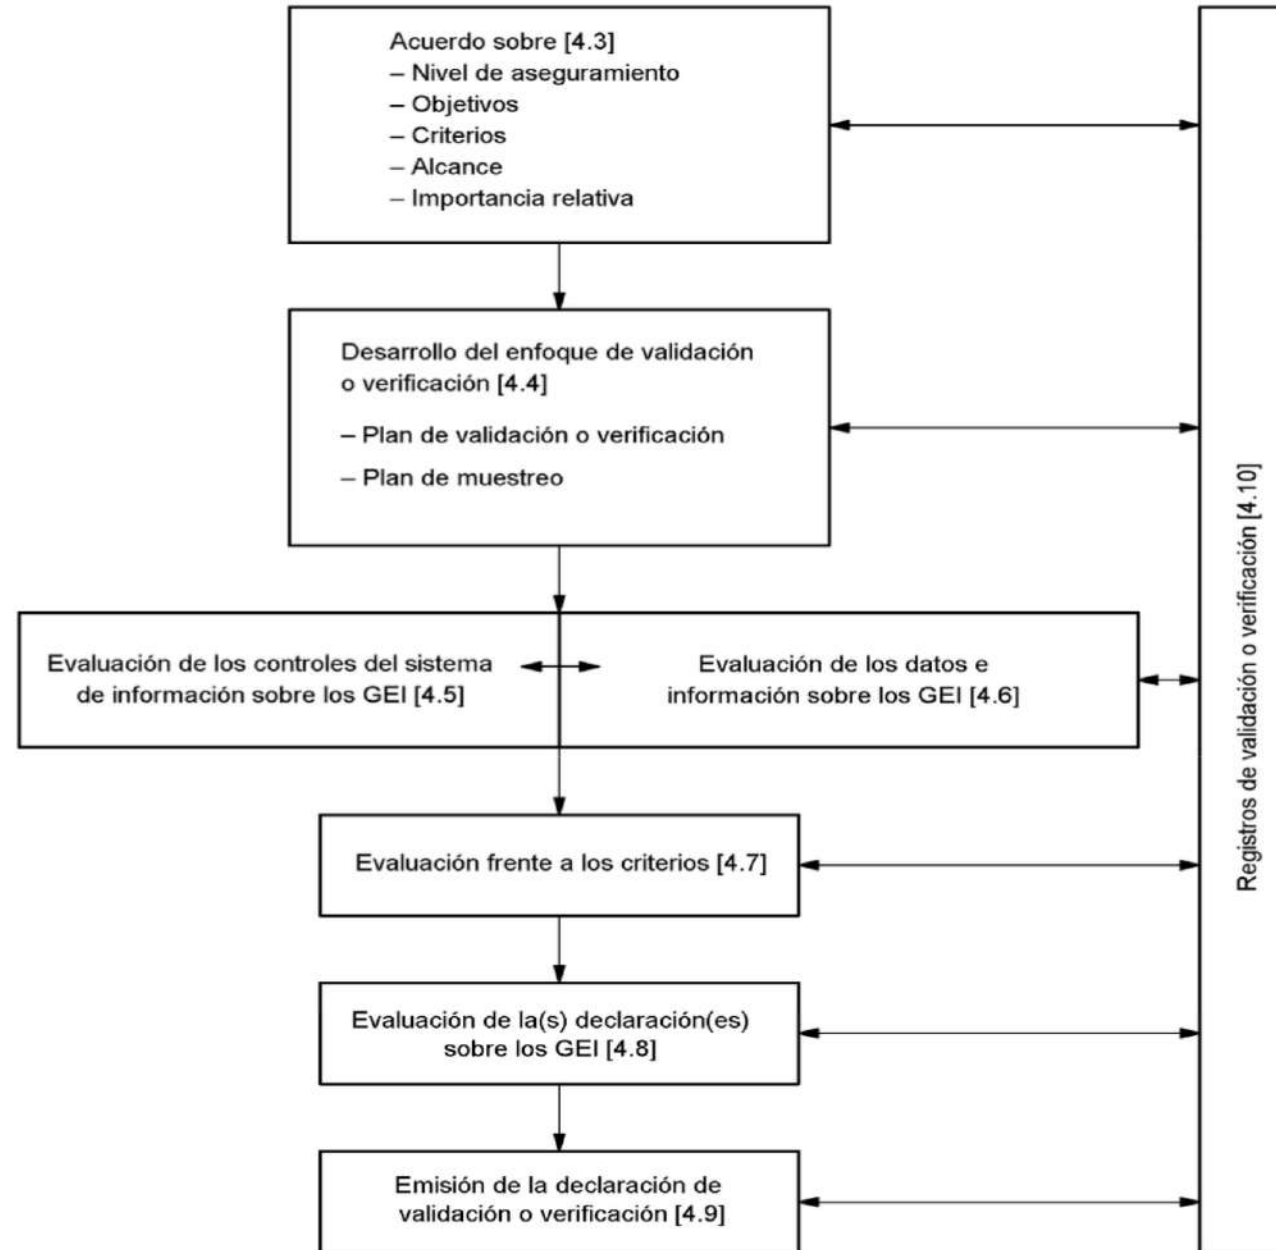 Acuerdo sobre [4.3]
– Nivel de aseguramiento
– Objetivos
– Criterios
– Alcance
– Importancia relativa
Desarrollo del enfoque de validación
o verificación [4.4]
– Plan de validación o verificación
– Plan de muestreo
Evaluación de los controles del sistema
de información sobre los GEI [4.5]
Evaluación de los datos e
información sobre los GEI [4.6]
Evaluación frente a los criterios [4.7]
Evaluación de la(s) declaración(es)
sobre los GEI [4.8]
Emisión de la declaración de
validación o verificación [4.9]
Registros de validación o verificación [4.10]